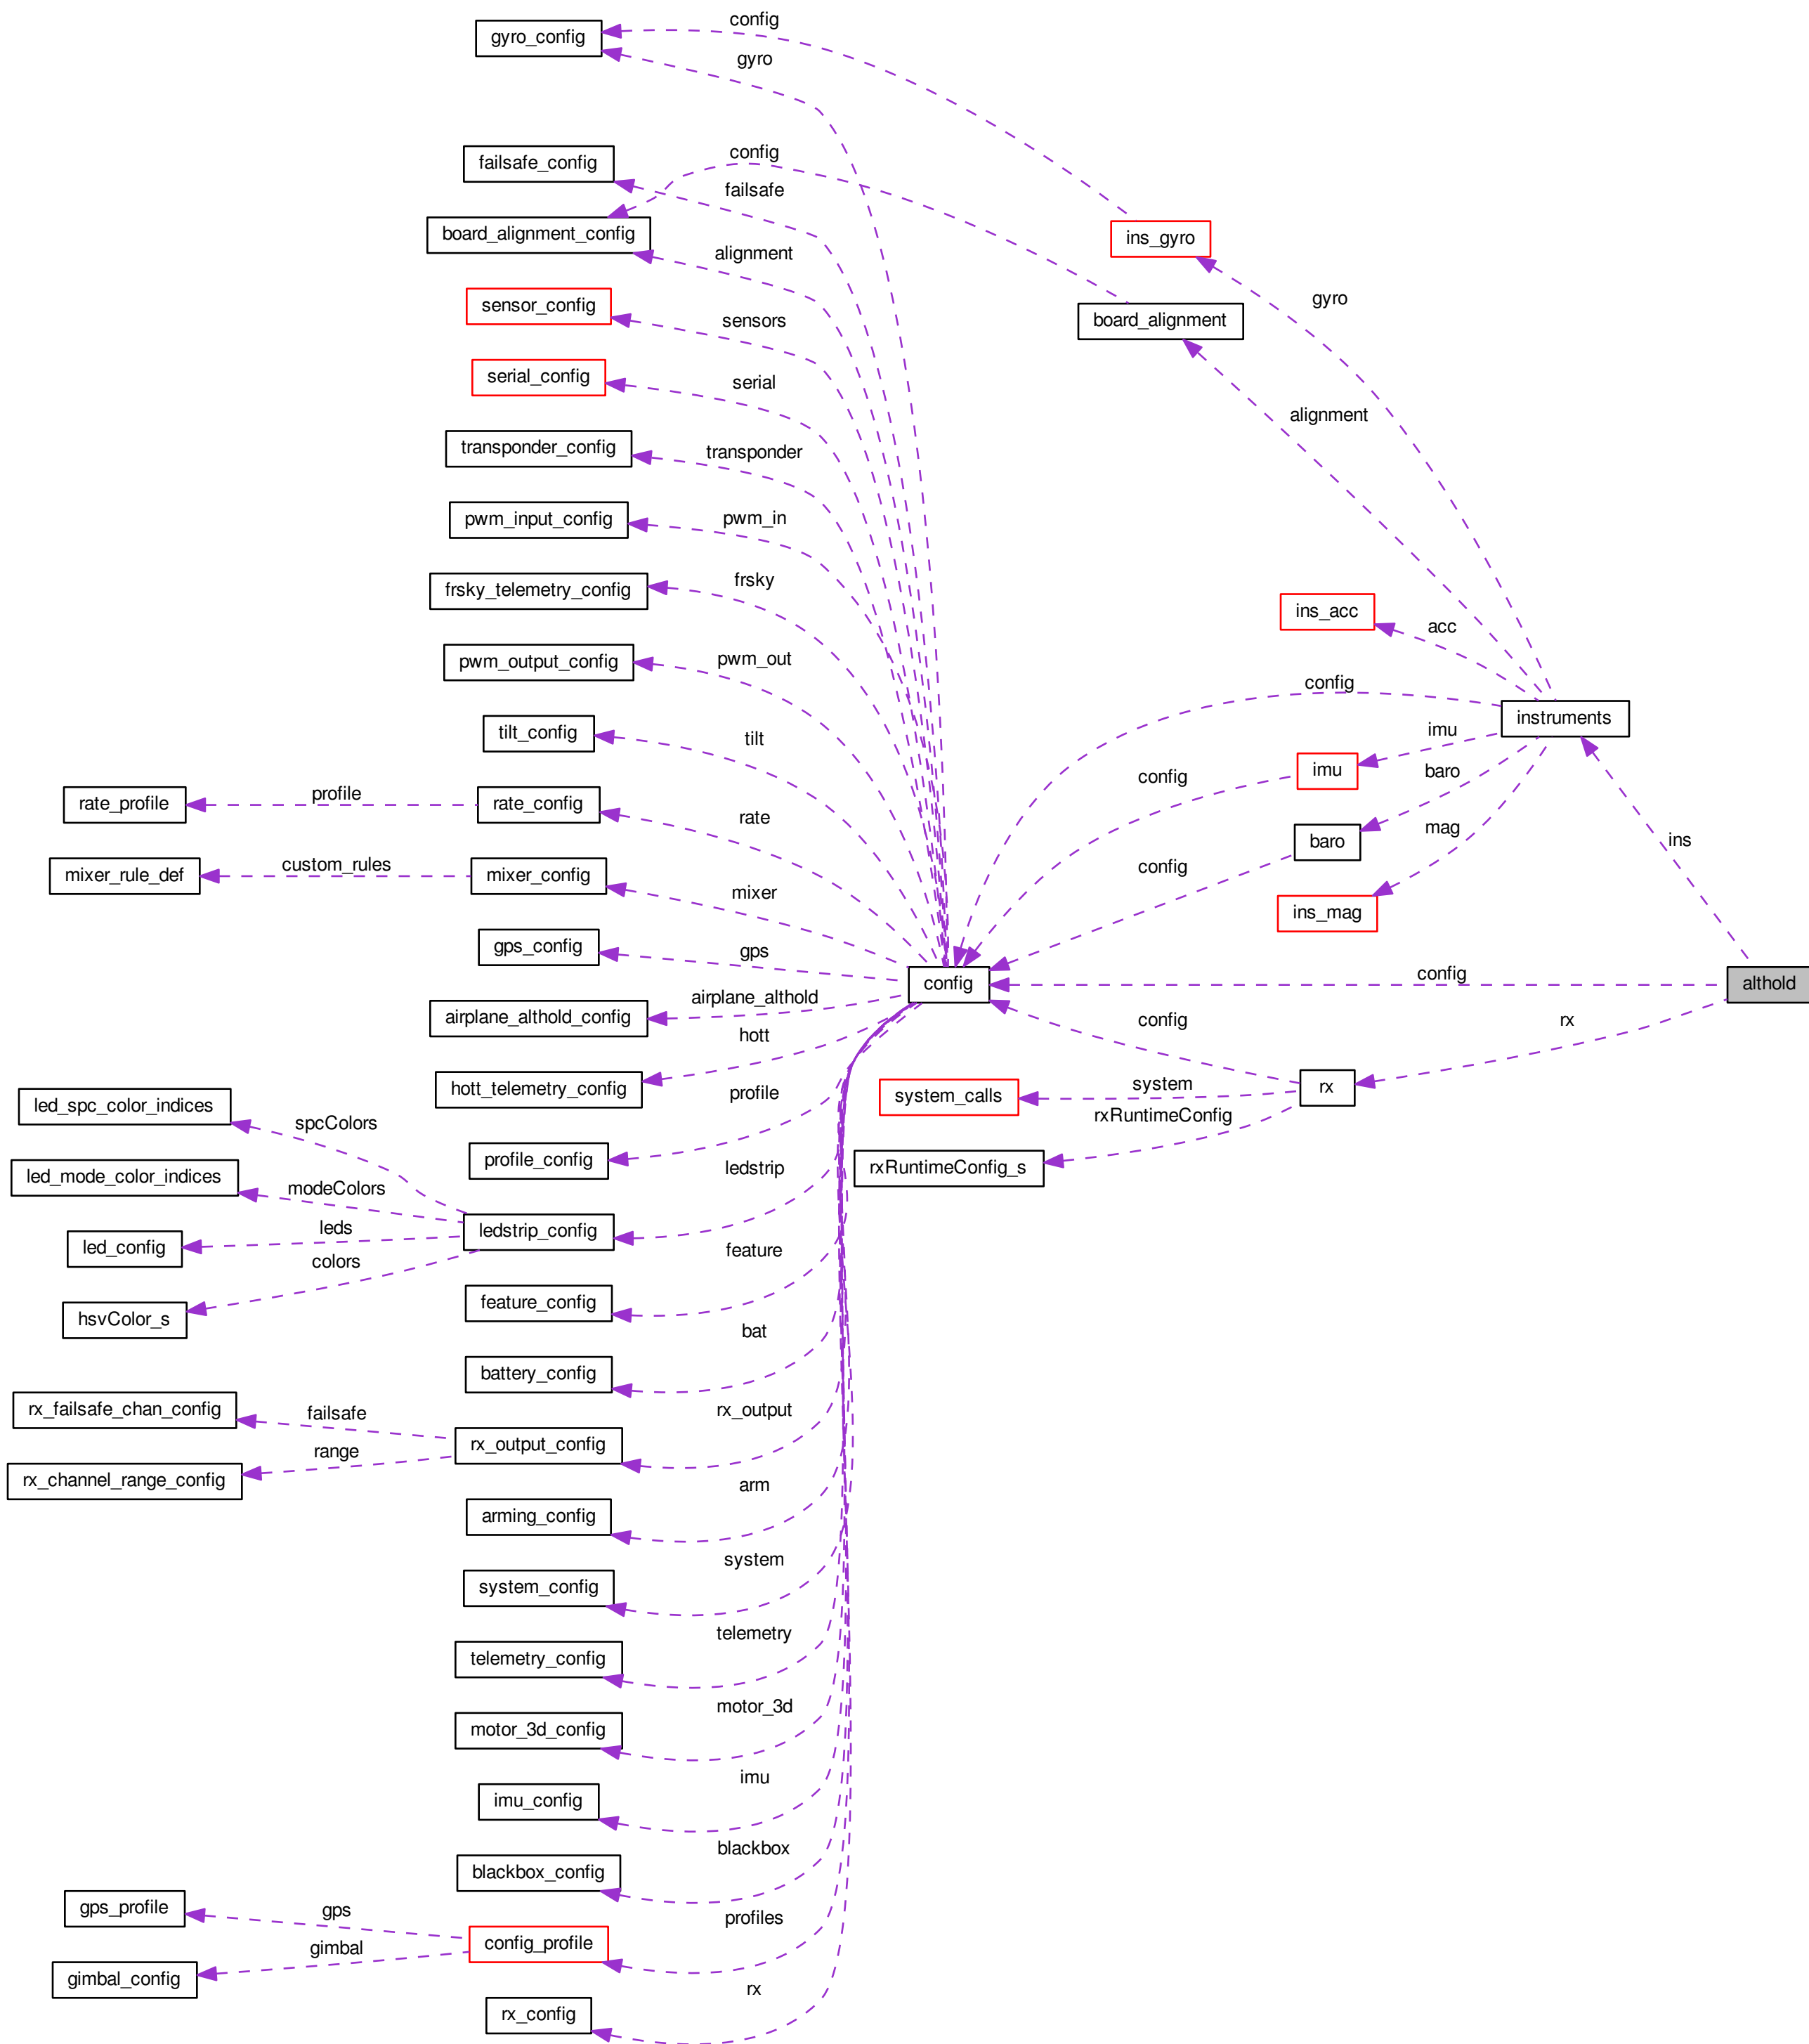 config
gyro_config
gyro
config
failsafe_config
failsafe
board_alignment_config
ins_gyro
alignment
sensor_config
gyro
sensors
board_alignment
serial_config
serial
alignment
transponder_config
transponder
pwm_input_config
pwm_in
frsky_telemetry_config
frsky
ins_acc
acc
pwm_output_config
pwm_out
config
instruments
tilt_config
tilt
imu
imu
config
baro
rate_profile
profile
rate_config
rate
mag
baro
ins
mixer_rule_def
custom_rules
mixer_config
mixer
config
ins_mag
gps_config
gps
config
config
althold
airplane_althold_config
airplane_althold
config
rx
hott_telemetry_config
hott
system_calls
system
rx
led_spc_color_indices
spcColors
profile
rxRuntimeConfig
profile_config
rxRuntimeConfig_s
led_mode_color_indices
modeColors
ledstrip
led_config
leds
ledstrip_config
colors
feature
hsvColor_s
feature_config
bat
battery_config
rx_failsafe_chan_config
failsafe
rx_output
rx_output_config
range
rx_channel_range_config
arm
arming_config
system
system_config
telemetry
telemetry_config
motor_3d
motor_3d_config
imu
imu_config
blackbox
blackbox_config
gps_profile
gps
profiles
config_profile
gimbal
gimbal_config
rx
rx_config